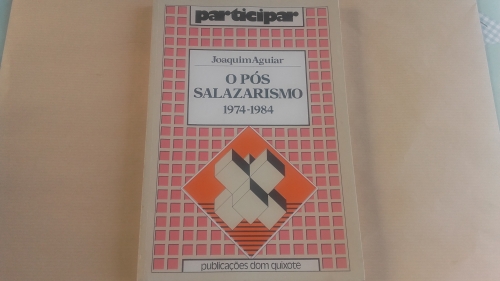 participar
Joaquim Aguiar
O PÓS
SALAZARISMO
1974-1984
publicações dom quixote